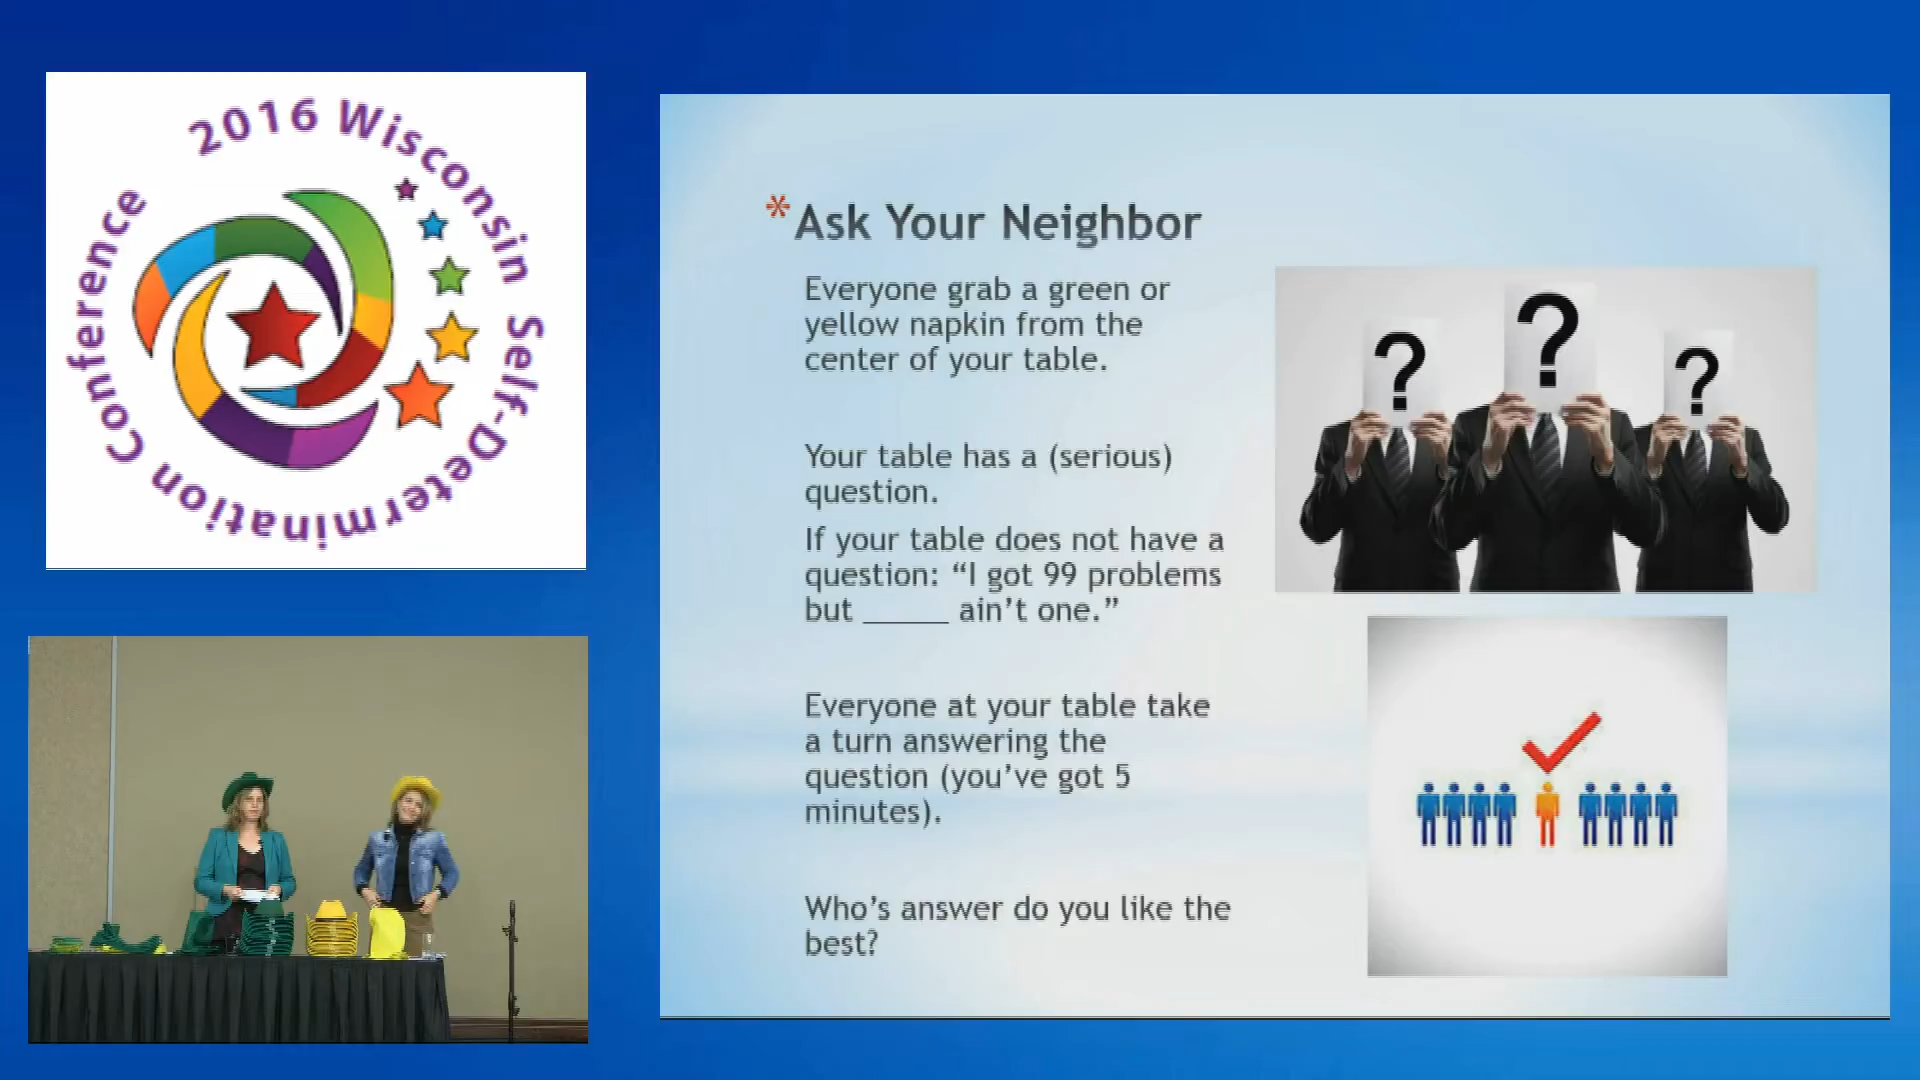 2016 Wisconsin Self-Determination Conference
*Ask Your Neighbor
Everyone grab a green or
yellow napkin from the
center of your table.
Your table has a (serious)
question.
If your table does not have a
question: “I got 99 problems
but _____ ain’t one.”
Everyone at your table take
a turn answering the
question (you’ve got 5
minutes).
Who’s answer do you like the
best?
?
?
?